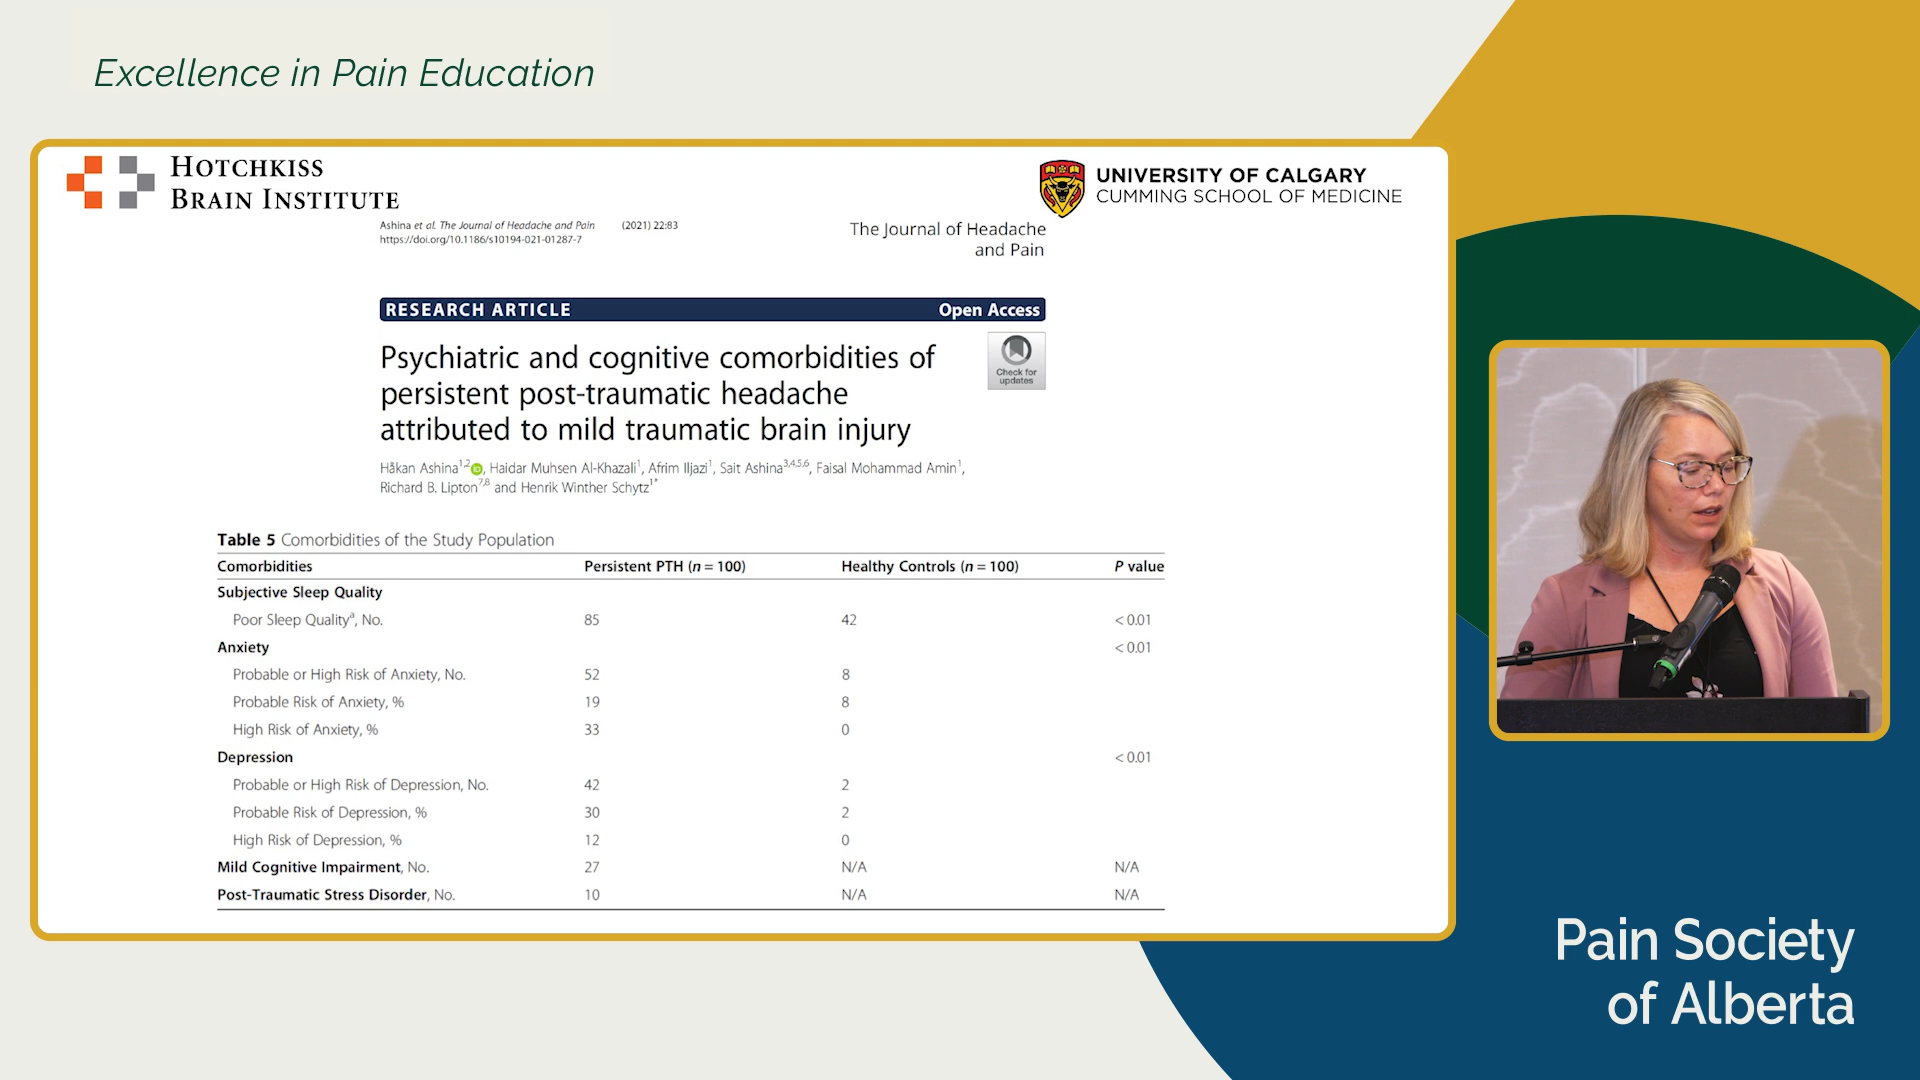 Excellence in Pain Education
HOTCHKISS
BRAIN INSTITUTE
UNIVERSITY OF CALGARY
CUMMING SCHOOL OF MEDICINE
Ashina et al. The Journal of Headache and Pain (2021) 22:83
https://doi.org/10.1186/s10194-021-01287-7
The Journal of Headache
and Pain
RESEARCH ARTICLE Open Access
Psychiatric and cognitive comorbidities of
persistent post-traumatic headache
attributed to mild traumatic brain injury
Check for
updates
Håkan Ashina1,2, Haidar Muhsen Al-Khazali1, Afrim Iljazi1, Sait Ashina3,4,5,6, Faisal Mohammad Amin1,
Richard B. Lipton7,8 and Henrik Winther Schytz1*
Table 5 Comorbidities of the Study Population
Comorbidities Persistent PTH (n = 100) Healthy Controls (n = 100) P value
Subjective Sleep Quality
Poor Sleep Qualitya, No. 85 42 < 0.01
Anxiety < 0.01
Probable or High Risk of Anxiety, No. 52 8
Probable Risk of Anxiety, % 19 8
High Risk of Anxiety, % 33 0
Depression < 0.01
Probable or High Risk of Depression, No. 42 2
Probable Risk of Depression, % 30 2
High Risk of Depression, % 12 0
Mild Cognitive Impairment, No. 27 N/A N/A
Post-Traumatic Stress Disorder, No. 10 N/A N/A
Pain Society
of Alberta